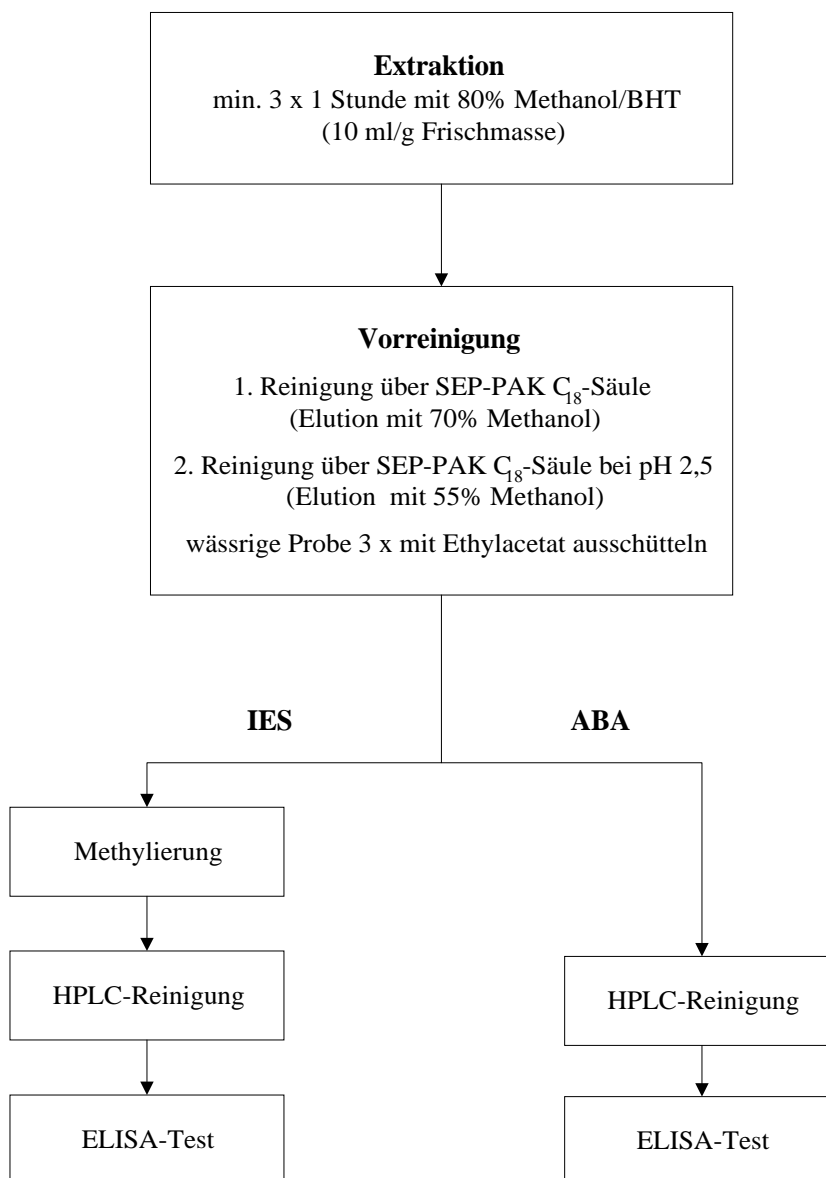 Extraktion
min. 3 x 1 Stunde mit 80% Methanol/BHT
(10 ml/g Frischmasse)
Vorreinigung
1. Reinigung über SEP-PAK C18-Säule
(Elution mit 70% Methanol)
2. Reinigung über SEP-PAK C18-Säule bei pH 2,5
(Elution mit 55% Methanol)
wässrige Probe 3 x mit Ethylacetat ausschütteln
IES
ABA
Methylierung
HPLC-Reinigung
HPLC-Reinigung
ELISA-Test
ELISA-Test